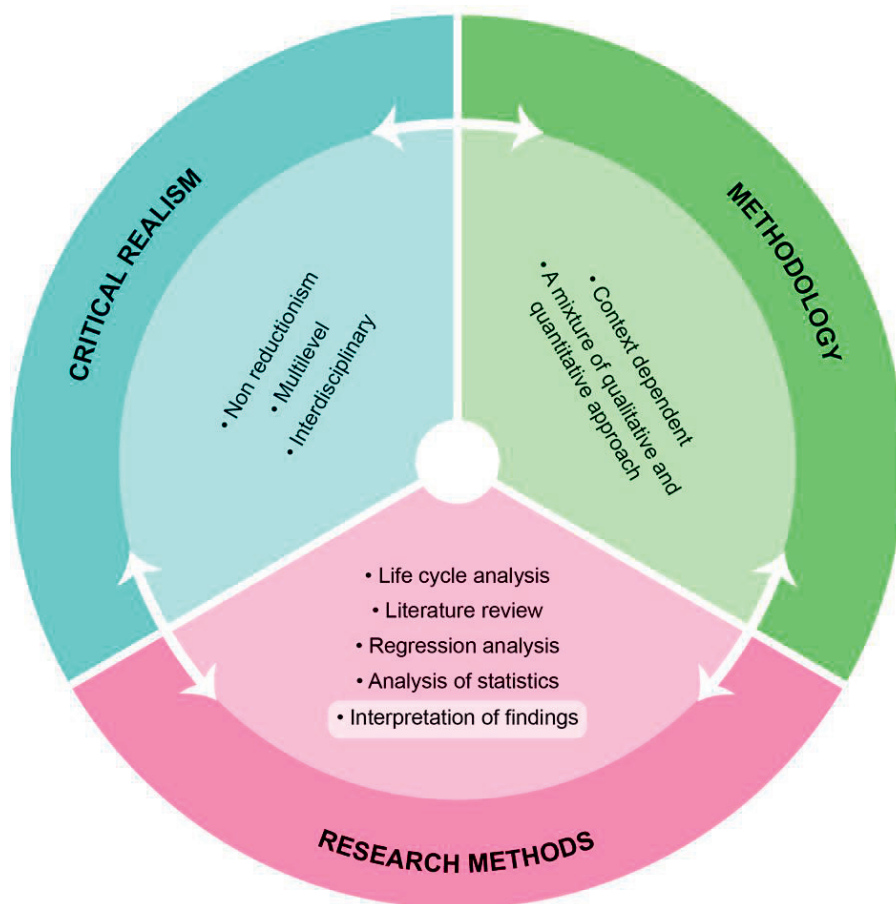 CRITICAL REALISM
• Non reductionism
• Multilevel
• Interdisciplinary
METHODOLOGY
• Context dependent
• A mixture of qualitative and
quantitative approach
• Life cycle analysis
• Literature review
• Regression analysis
• Analysis of statistics
• Interpretation of findings
RESEARCH METHODS